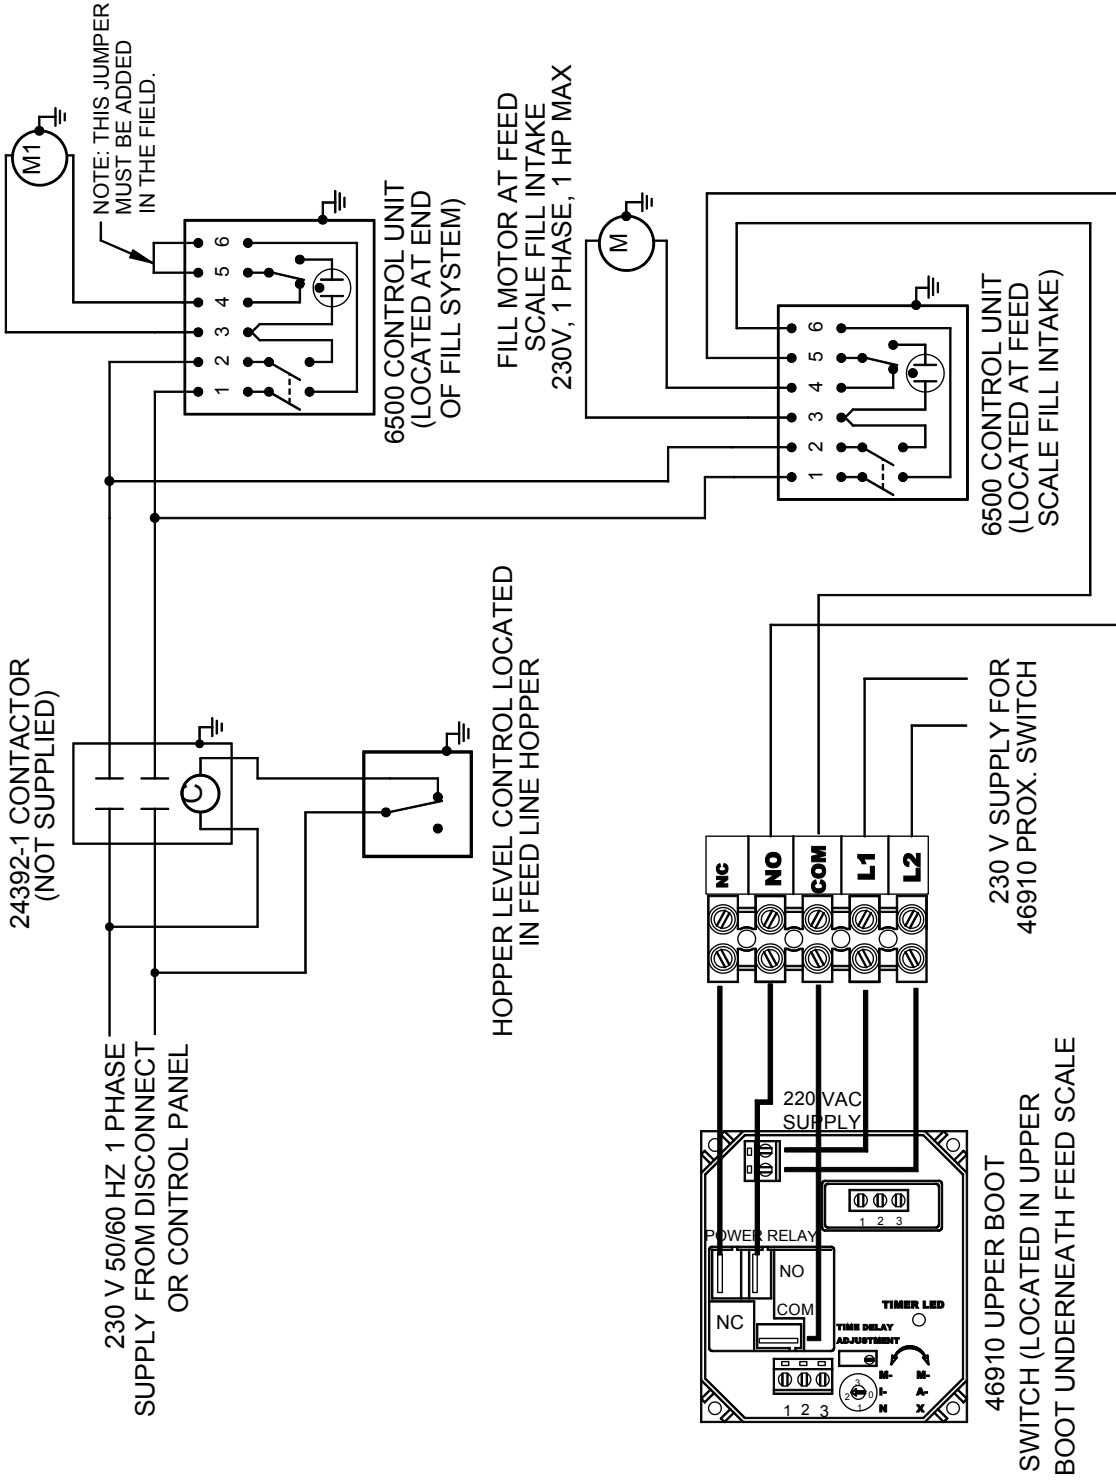 NOTE: THIS JUMPER
MUST BE ADDED
IN THE FIELD.
M1
1 2 3 4 5 6
6500 CONTROL UNIT
(LOCATED AT END
OF FILL SYSTEM)
24392-1 CONTACTOR
(NOT SUPPLIED)
C
230 V 50/60 HZ 1 PHASE
SUPPLY FROM DISCONNECT
OR CONTROL PANEL
HOPPER LEVEL CONTROL LOCATED
IN FEED LINE HOPPER
FILL MOTOR AT FEED
SCALE FILL INTAKE
230V, 1 PHASE, 1 HP MAX
M
1 2 3 4 5 6
6500 CONTROL UNIT
(LOCATED AT FEED
SCALE FILL INTAKE)
NC
NO
COM
L1
L2
230 V SUPPLY FOR
46910 PROX. SWITCH
220 VAC
SUPPLY
POWER RELAY
NO
COM
NC
1 2 3
TIMER LED
TIME DELAY
ADJUSTMENT
M-
I-
N
M-
A-
X
3
2 0
1
1 2 3
46910 UPPER BOOT
SWITCH (LOCATED IN UPPER
BOOT UNDERNEATH FEED SCALE